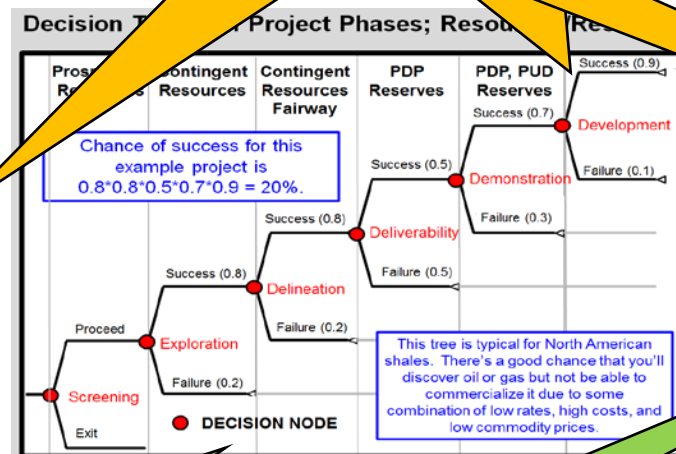 Decision Project Phases;
Contingent Contingent PDP PDP, PUD
Resources Resources Reserves Reserves
Fairway
Success (0.9)
Success (0.7)
Development
Chance of success for this
example project is
0.8*0.8*0.5*0.7*0.9 = 20%.
Success (0.5)
Demonstration
Failure (0.1)
Success (0.8)
Deliverability
Failure (0.3)
Success (0.8)
Delineation
Failure (0.5)
Proceed
Exploration
Failure (0.2)
Screening
Failure (0.2)
Exit
DECISION NODE
This tree is typical for North American
shales. There's a good chance that you'll
discover oil or gas but not be able to
commercialize it due to some
combination of low rates, high costs, and
low commodity prices.